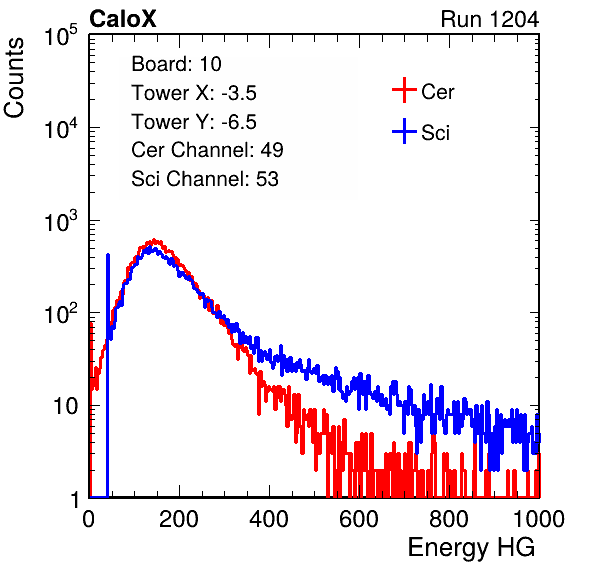 CaloX Run 1204
Counts
Board: 10
Tower X: -3.5
Tower Y: -6.5
Cer Channel: 49
Sci Channel: 53
Cer
Sci
10^5
10^4
10^3
10^2
10
1
0 200 400 600 800 1000
Energy HG